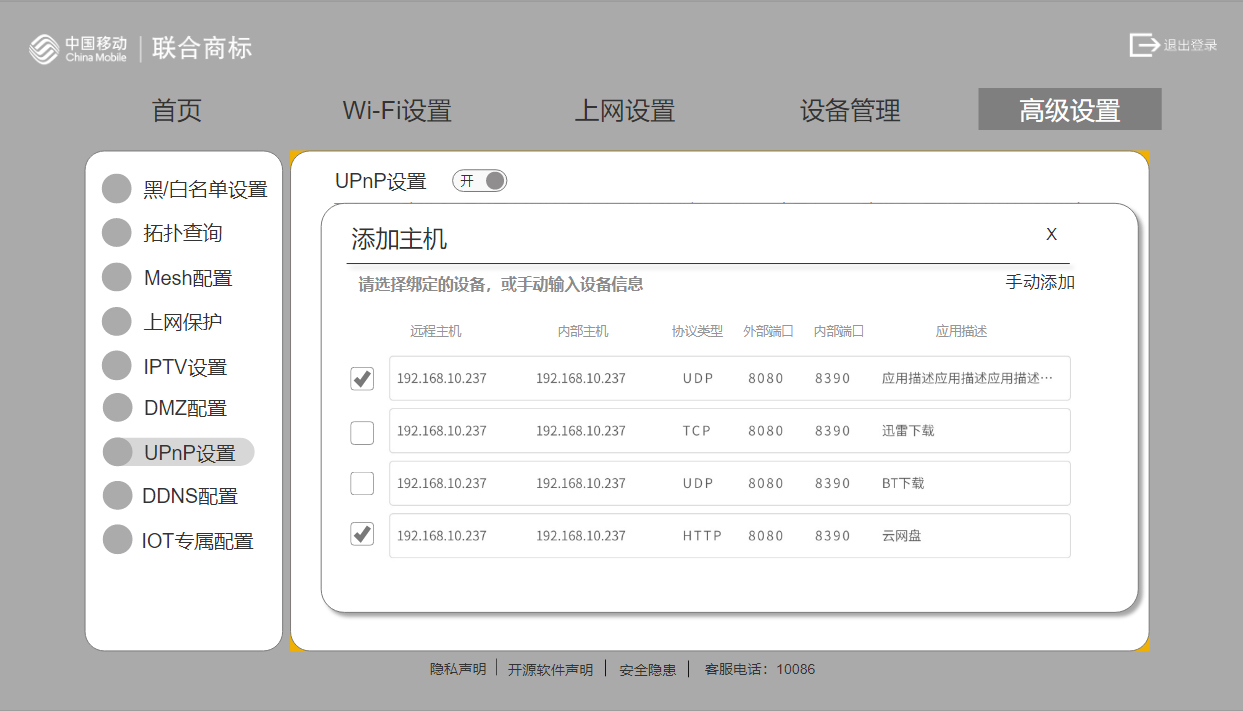 中国移动
China Mobile
联合商标
退出登录
首页 Wi-Fi设置 上网设置 设备管理 高级设置
黑/白名单设置
拓扑查询
Mesh配置
上网保护
IPTV设置
DMZ配置
UPnP设置
DDNS配置
IOT专属配置
UPnP设置 开
添加主机 X
请选择绑定的设备，或手动输入设备信息 手动添加
远程主机 内部主机 协议类型 外部端口 内部端口 应用描述
192.168.10.237 192.168.10.237 UDP 8080 8390 应用描述应用描述应用描述…
192.168.10.237 192.168.10.237 TCP 8080 8390 迅雷下载
192.168.10.237 192.168.10.237 UDP 8080 8390 BT下载
192.168.10.237 192.168.10.237 HTTP 8080 8390 云网盘
隐私声明 | 开源软件声明 | 安全隐患 | 客服电话：10086